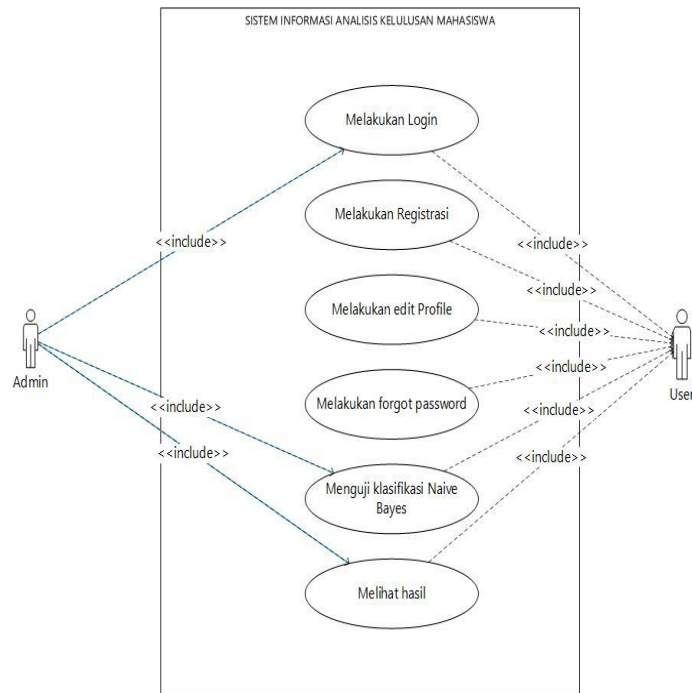 SISTEM INFORMASI ANALISIS KELULUSAN MAHASISWA
Melakukan Login
Melakukan Registrasi
<<include>>
<<include>>
<<include>>
Melakukan edit Profile
<<include>>
Admin
<<include>>
User
Melakukan forgot password
<<include>>
<<include>>
<<include>>
<<include>>
Menguji klasifikasi Naive
Bayes
Melihat hasil